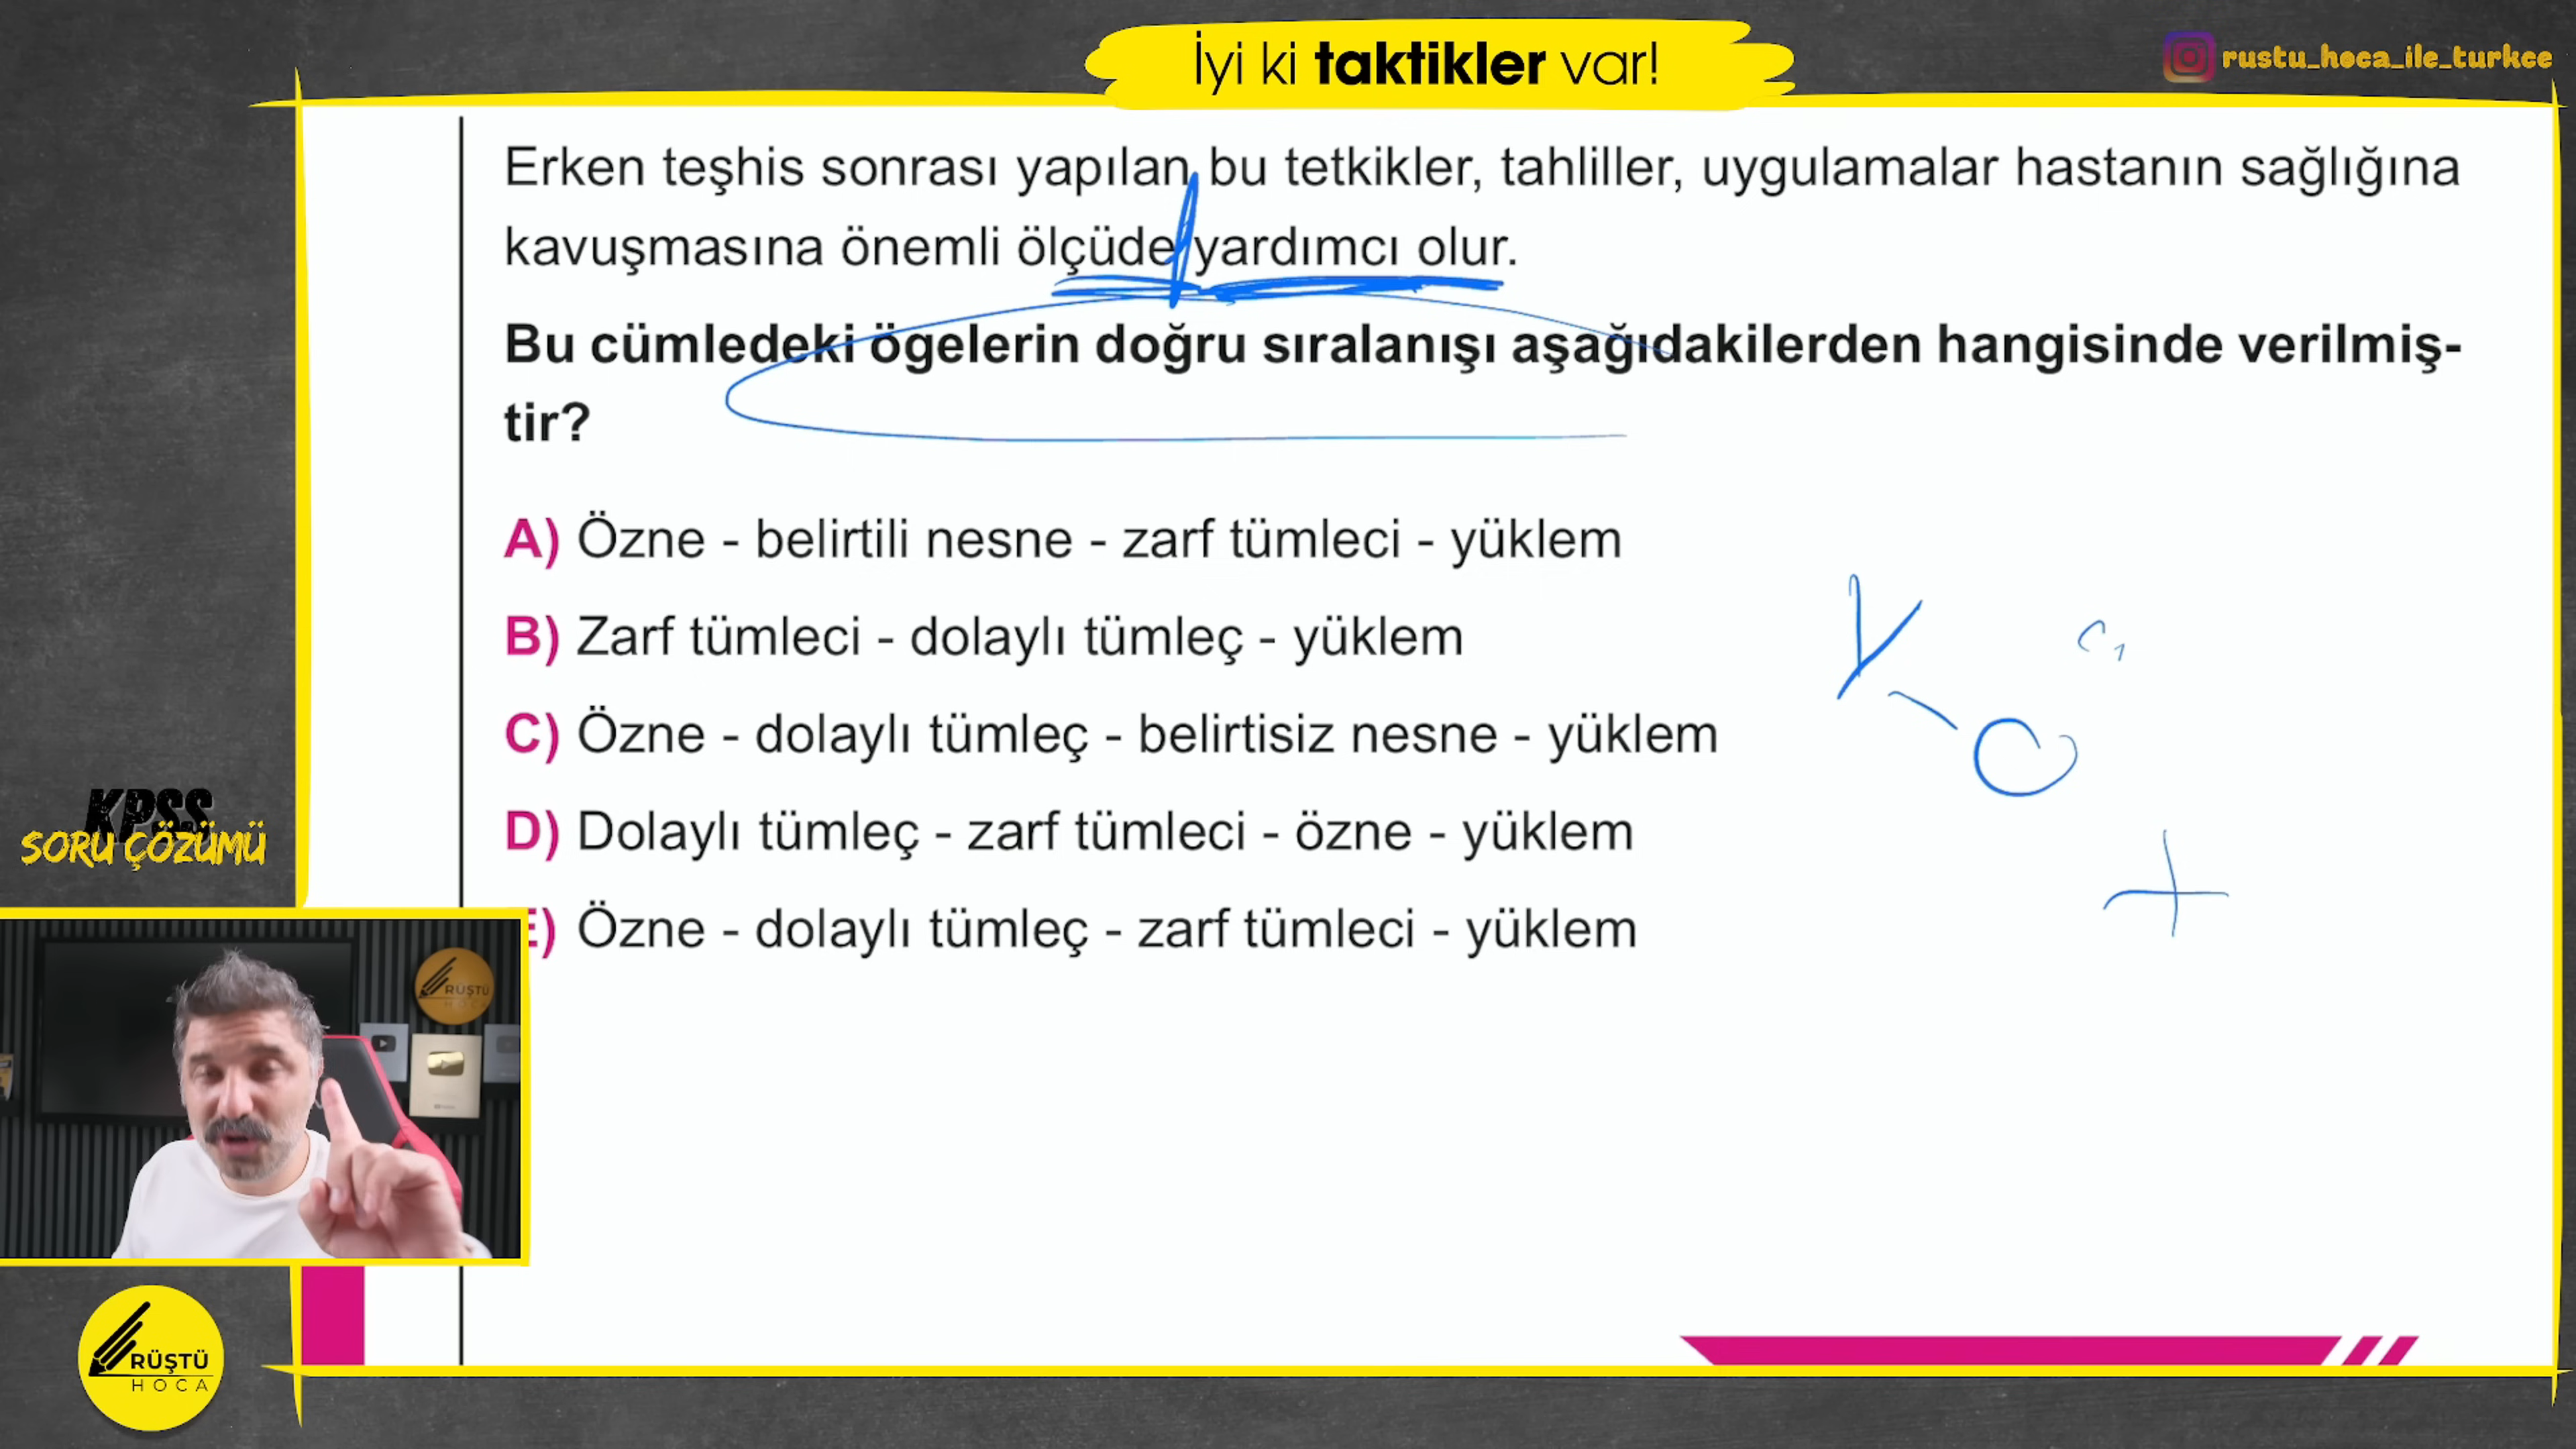 İyi ki taktikler var!
rustu_hoca_ile_turkce
Erken teşhis sonrası yapılan bu tetkikler, tahliller, uygulamalar hastanın sağlığına
kavuşmasına önemli ölçüde yardımcı olur.
Bu cümledeki ögelerin doğru sıralanışı aşağıdakilerden hangisinde verilmiş-
tir?
A) Özne - belirtili nesne - zarf tümleci - yüklem
B) Zarf tümleci - dolaylı tümleç - yüklem
C) Özne - dolaylı tümleç - belirtisiz nesne - yüklem
D) Dolaylı tümleç - zarf tümleci - özne - yüklem
E) Özne - dolaylı tümleç - zarf tümleci - yüklem
KPSS
SORU ÇÖZÜMÜ
RÜŞTÜ
HOCA
RÜŞTÜ
HOCA